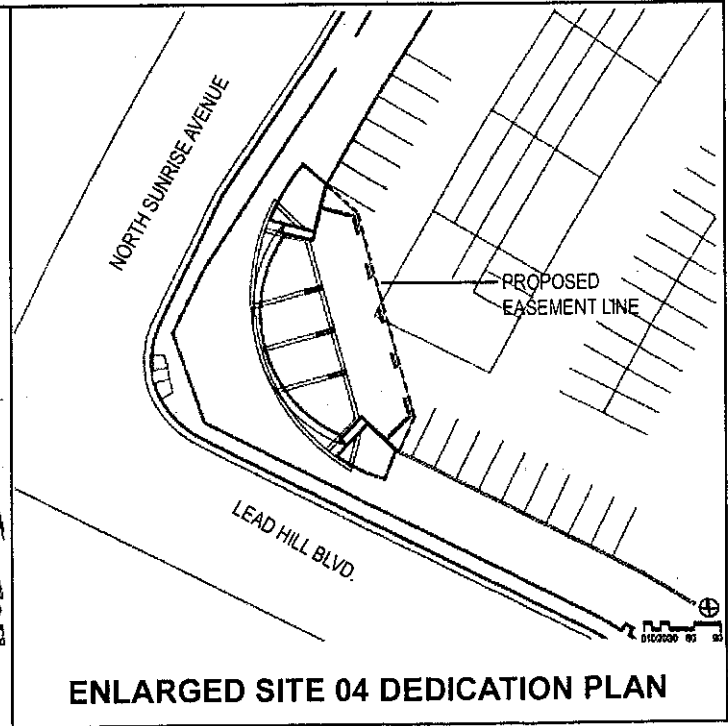 NORTH SUNRISE AVENUE
PROPOSED
EASEMENT LINE
LEAD HILL BLVD.
ENLARGED SITE 04 DEDICATION PLAN